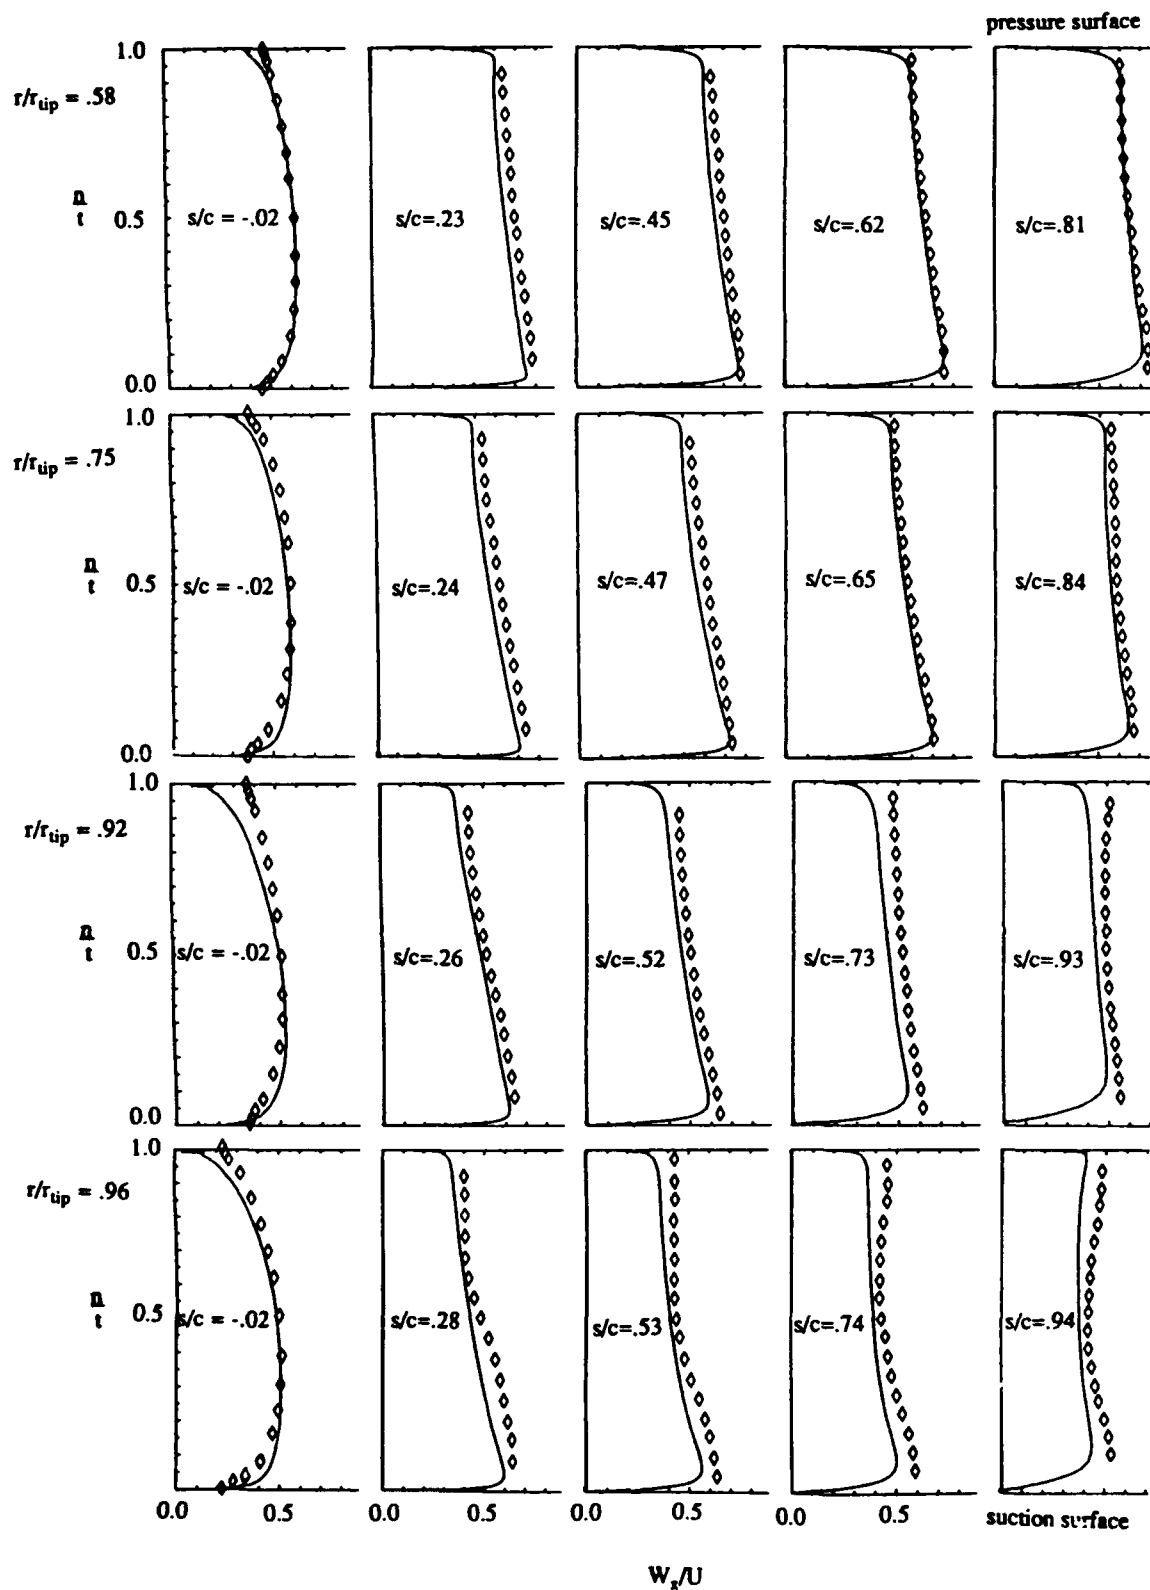 pressure surface
1.0
r/r_tip = .58
n/t 0.5 s/c = -.02 s/c=.23 s/c=.45 s/c=.62 s/c=.81
0.0
1.0
r/r_tip = .75
n/t 0.5 s/c = -.02 s/c=.24 s/c=.47 s/c=.65 s/c=.84
0.0
1.0
r/r_tip = .92
n/t 0.5 s/c = -.02 s/c=.26 s/c=.52 s/c=.73 s/c=.93
0.0
1.0
r/r_tip = .96
n/t 0.5 s/c = -.02 s/c=.28 s/c=.53 s/c=.74 s/c=.94
0.0 0.5 0.0 0.5 0.0 0.5 0.0 0.5 suction surface
W_x/U